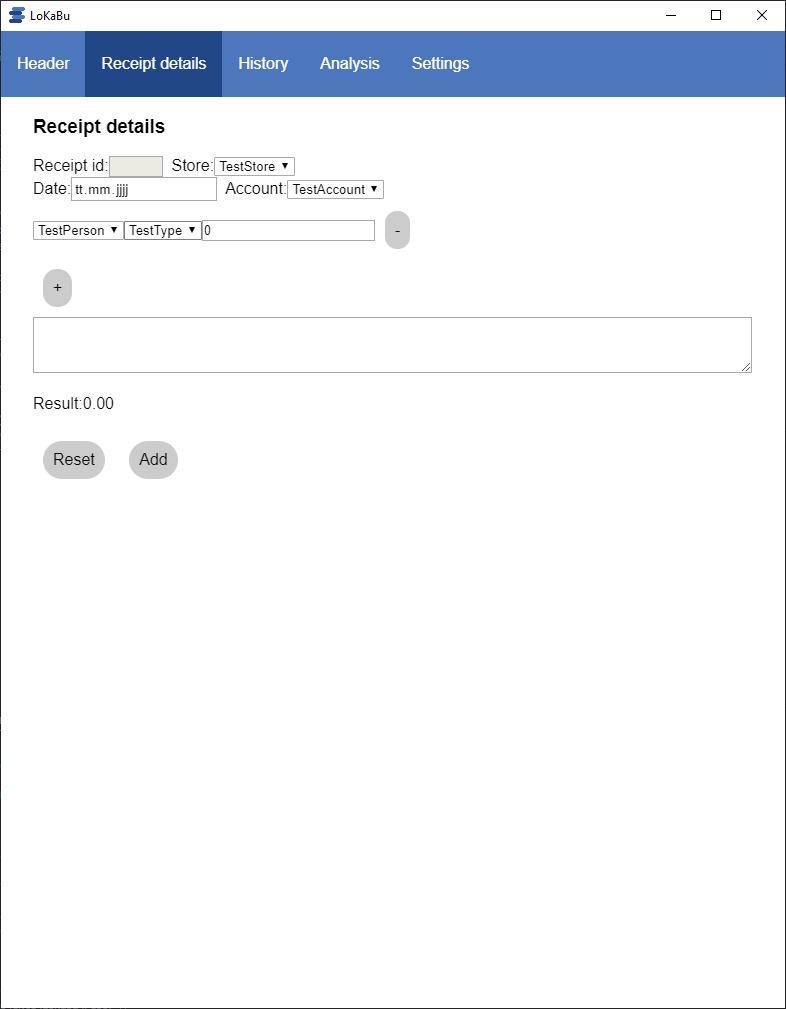 LoKaBu
Header Receipt details History Analysis Settings
Receipt details
Receipt id: Store: TestStore
Date: tt.mm.jjjj Account: TestAccount
TestPerson TestType 0 -
+
Result:0.00
Reset Add